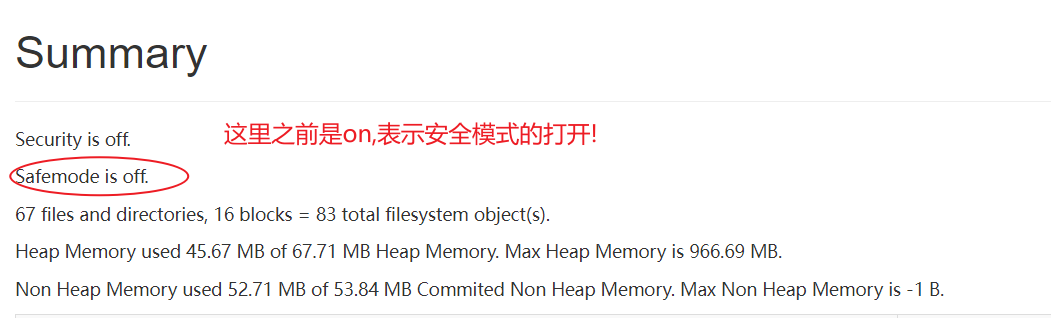 Summary
Security is off.
这里之前是on,表示安全模式的打开!
Safemode is off.
67 files and directories, 16 blocks = 83 total filesystem object(s).
Heap Memory used 45.67 MB of 67.71 MB Heap Memory. Max Heap Memory is 966.69 MB.
Non Heap Memory used 52.71 MB of 53.84 MB Commited Non Heap Memory. Max Non Heap Memory is -1 B.